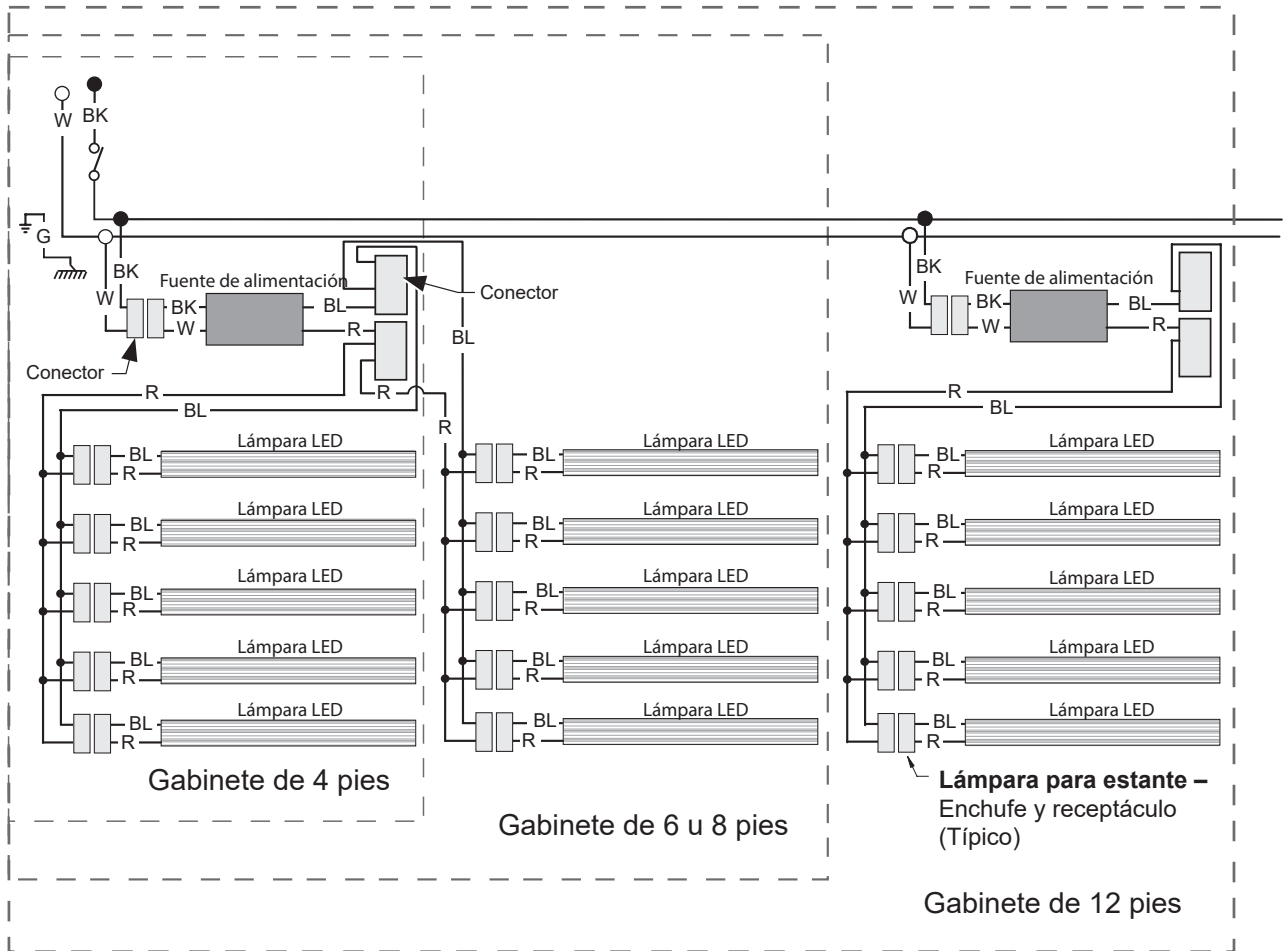 W
BK
G
BK
W
Fuente de alimentación
BK
W
BL
R
Conector
Conector
R
BL
R
BL
R
BK
W
Fuente de alimentación
BK
W
BL
R
R
BL
Lámpara LED
BL
R
Lámpara LED
BL
R
Lámpara LED
BL
R
Lámpara LED
BL
R
Lámpara LED
BL
R
Lámpara LED
BL
R
Lámpara LED
BL
R
Lámpara LED
BL
R
Lámpara LED
BL
R
Lámpara LED
BL
R
Lámpara LED
BL
R
Lámpara LED
BL
R
Lámpara LED
BL
R
Lámpara LED
BL
R
Lámpara LED
BL
R
Gabinete de 4 pies
Gabinete de 6 u 8 pies
Lámpara para estante –
Enchufe y receptáculo
(Típico)
Gabinete de 12 pies